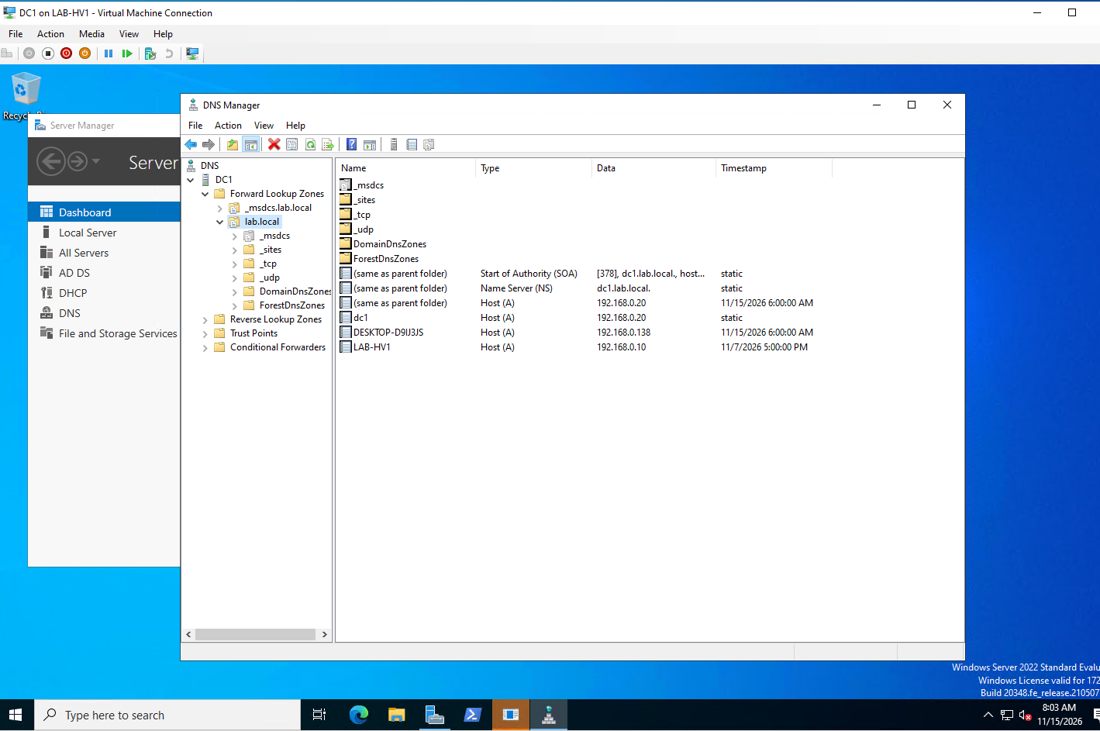 DC1 on LAB-HV1 - Virtual Machine Connection
File Action Media View Help
Recycle Bin
Server Manager
Server
Dashboard
Local Server
All Servers
AD DS
DHCP
DNS
File and Storage Services
DNS Manager
File Action View Help
DNS
DC1
Forward Lookup Zones
_msdcs.lab.local
lab.local
_msdcs
_sites
_tcp
_udp
DomainDnsZones
ForestDnsZones
Reverse Lookup Zones
Trust Points
Conditional Forwarders
Name Type Data Timestamp
_msdcs
_sites
_tcp
_udp
DomainDnsZones
ForestDnsZones
(same as parent folder) Start of Authority (SOA) [378], dc1.lab.local., host... static
(same as parent folder) Name Server (NS) dc1.lab.local. static
(same as parent folder) Host (A) 192.168.0.20 11/15/2026 6:00:00 AM
dc1 Host (A) 192.168.0.20 static
DESKTOP-D9IJ3JS Host (A) 192.168.0.138 11/15/2026 6:00:00 AM
LAB-HV1 Host (A) 192.168.0.10 11/7/2026 5:00:00 PM
Windows Server 2022 Standard Evalu
Windows License valid for 172
Build 20348.fe_release.210507
Type here to search
8:03 AM
11/15/2026